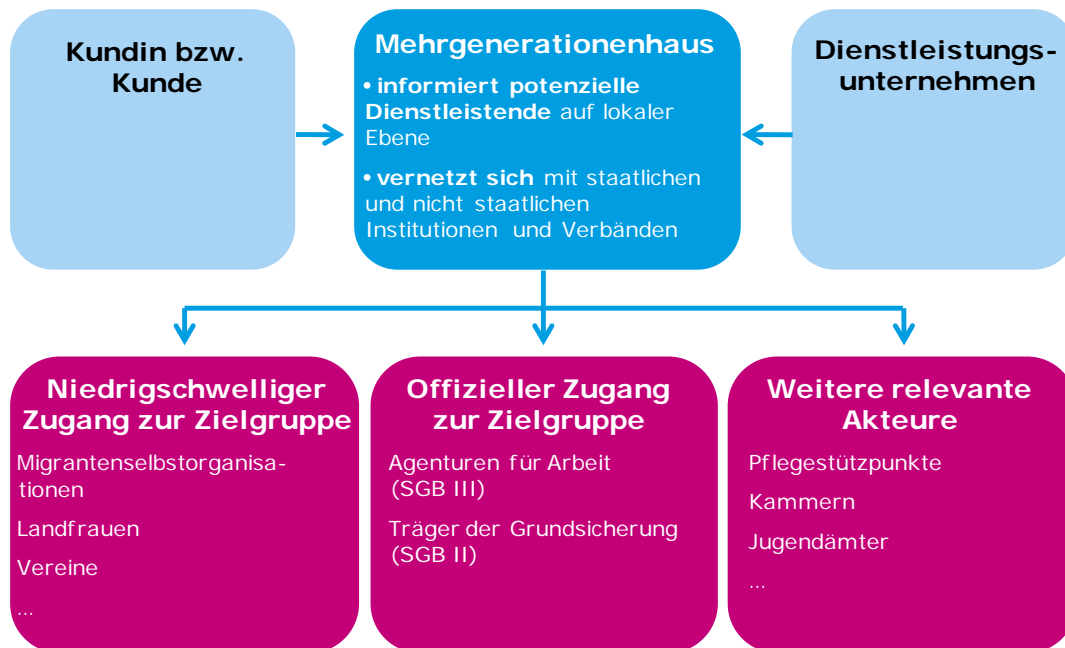 Kundin bzw.
Kunde
Mehrgenerationenhaus
• informiert potenzielle
Dienstleistende auf lokaler
Ebene
• vernetzt sich mit staatlichen
und nicht staatlichen
Institutionen und Verbänden
Dienstleistungs-
unternehmen
Niedrigschwelliger
Zugang zur Zielgruppe
Migrantenselbstorganisa-
tionen
Landfrauen
Vereine
...
Offizieller Zugang
zur Zielgruppe
Agenturen für Arbeit
(SGB III)
Träger der Grundsicherung
(SGB II)
Weitere relevante
Akteure
Pflegestützpunkte
Kammern
Jugendämter
...